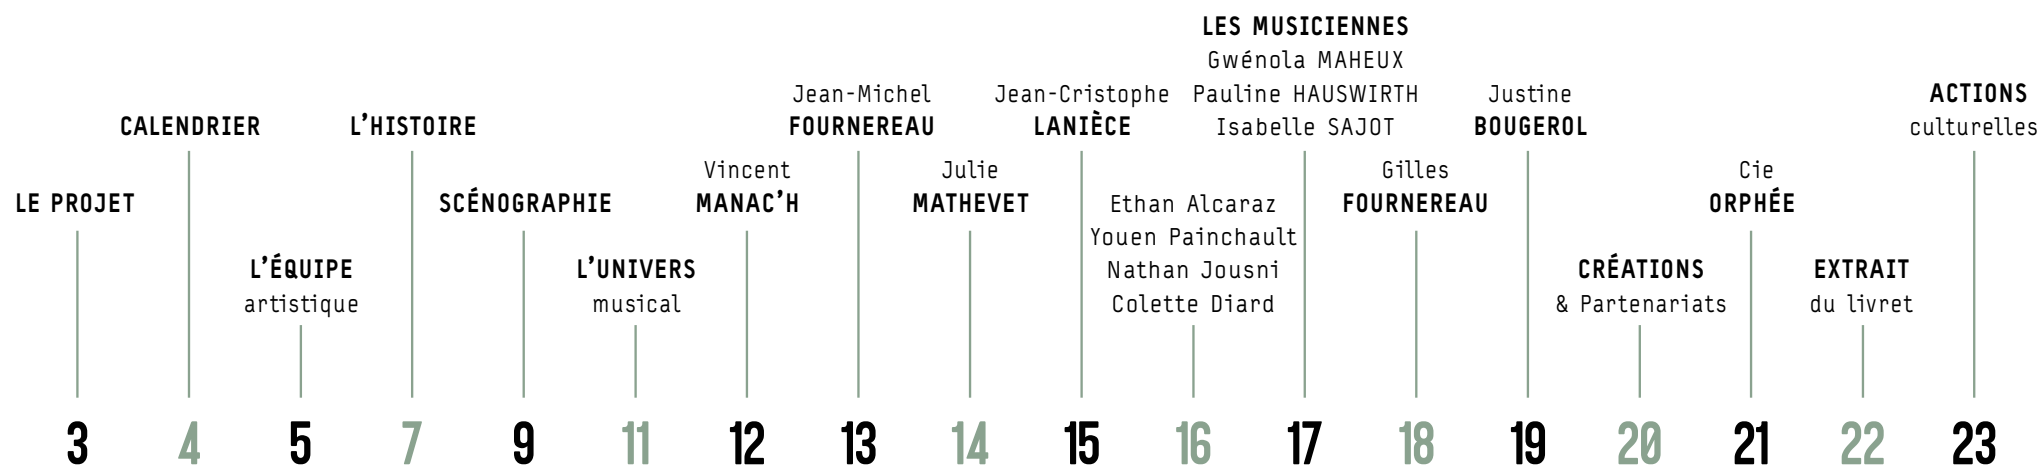 LE PROJET
3
CALENDRIER
4
L’ÉQUIPE
artistique
5
L’HISTOIRE
7
SCÉNOGRAPHIE
9
L’UNIVERS
musical
11
Vincent
MANAC’H
12
Jean-Michel
FOURNEREAU
13
Julie
MATHEVET
14
Jean-Cristophe
LANIÈCE
15
Ethan Alcaraz
Youen Painchault
Nathan Jousni
Colette Diard
16
LES MUSICIENNES
Gwénola MAHEUX
Pauline HAUSWIRTH
Isabelle SAJOT
17
Gilles
FOURNEREAU
18
Justine
BOUGEROL
19
CRÉATIONS
& Partenariats
20
Cie
ORPHÉE
21
EXTRAIT
du livret
22
ACTIONS
culturelles
23